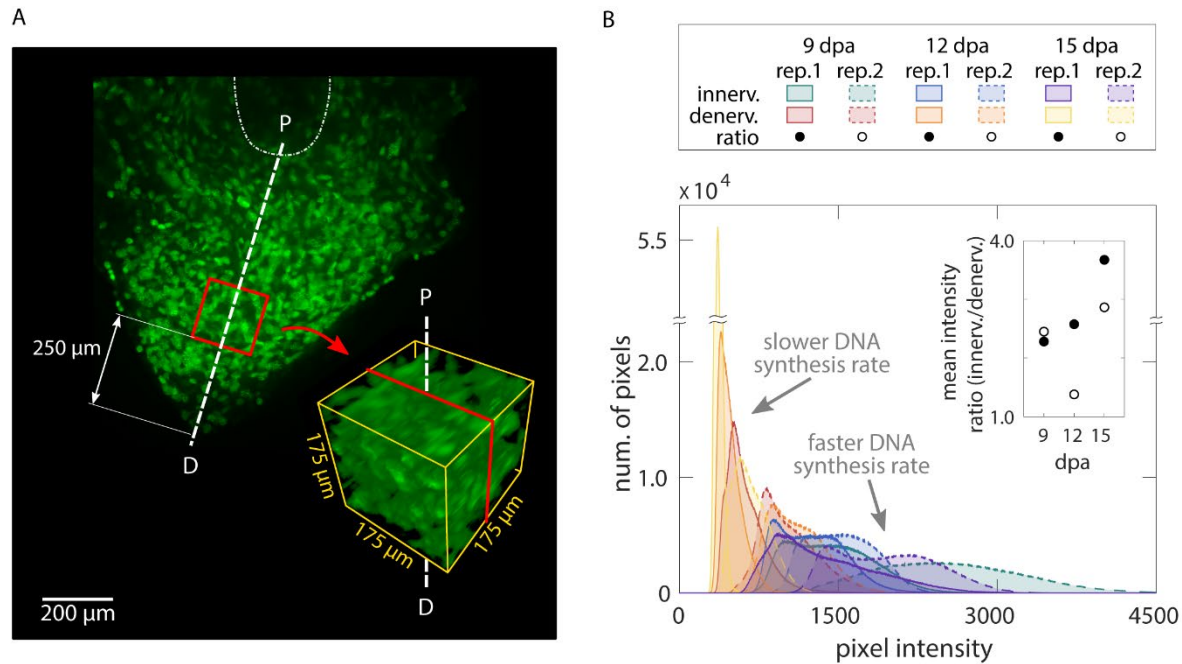 A
P
250 μm
D
200 μm
P
175 μm
175 μm
175 μm
D
B
9 dpa 12 dpa 15 dpa
rep.1 rep.2 rep.1 rep.2 rep.1 rep.2
innerv.
denerv.
ratio
x 10^4
5.5
2.0
1.0
0
num. of pixels
slower DNA
synthesis rate
faster DNA
synthesis rate
4.0
1.0
mean intensity
ratio (innerv./denerv.)
9 12 15
dpa
0 1500 3000 4500
pixel intensity